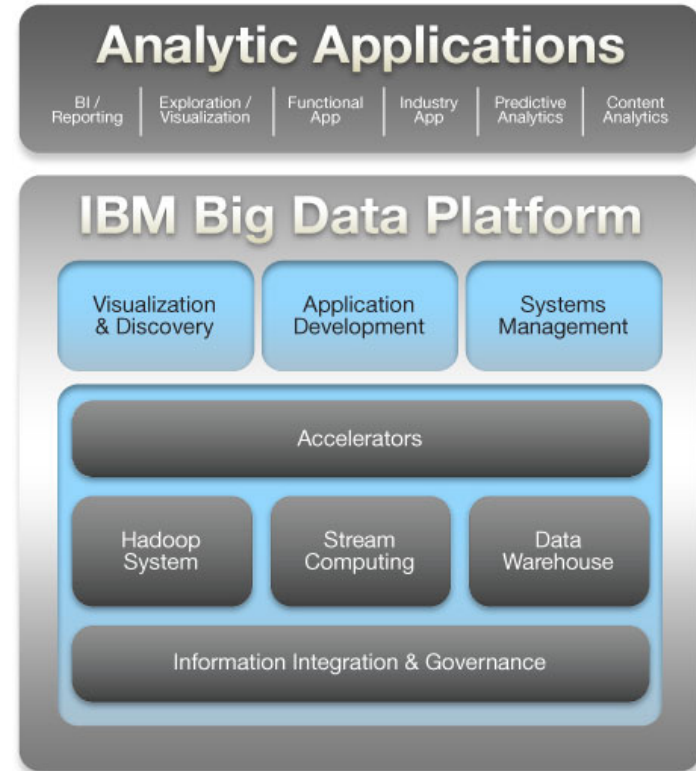 Analytic Applications
BI / Reporting
Exploration / Visualization
Functional App
Industry App
Predictive Analytics
Content Analytics
IBM Big Data Platform
Visualization
& Discovery
Application
Development
Systems
Management
Accelerators
Hadoop
System
Stream
Computing
Data
Warehouse
Information Integration & Governance